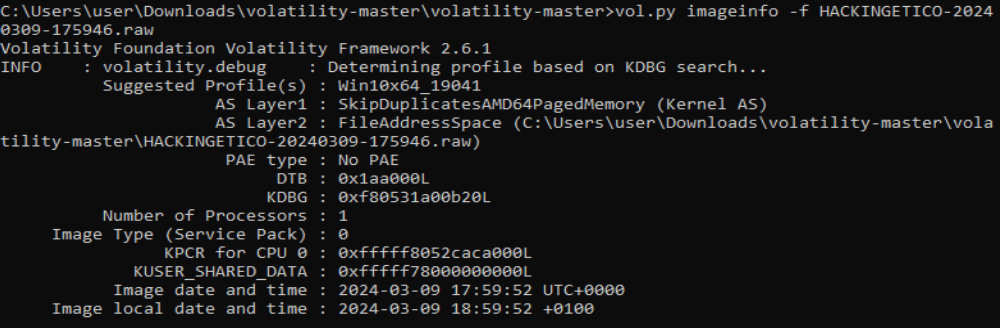 C:\Users\user\Downloads\volatility-master\volatility-master>vol.py imageinfo -f HACKINGETICO-2024
0309-175946.raw
Volatility Foundation Volatility Framework 2.6.1
INFO    : volatility.debug    : Determining profile based on KDBG search...
          Suggested Profile(s) : Win10x64_19041
                     AS Layer1 : SkipDuplicatesAMD64PagedMemory (Kernel AS)
                     AS Layer2 : FileAddressSpace (C:\Users\user\Downloads\volatility-master\vola
tility-master\HACKINGETICO-20240309-175946.raw)
                      PAE type : No PAE
                           DTB : 0x1aa000L
                          KDBG : 0xf80531a00b20L
          Number of Processors : 1
     Image Type (Service Pack) : 0
                KPCR for CPU 0 : 0xfffff8052caca000L
             KUSER_SHARED_DATA : 0xfffff78000000000L
           Image date and time : 2024-03-09 17:59:52 UTC+0000
     Image local date and time : 2024-03-09 18:59:52 +0100